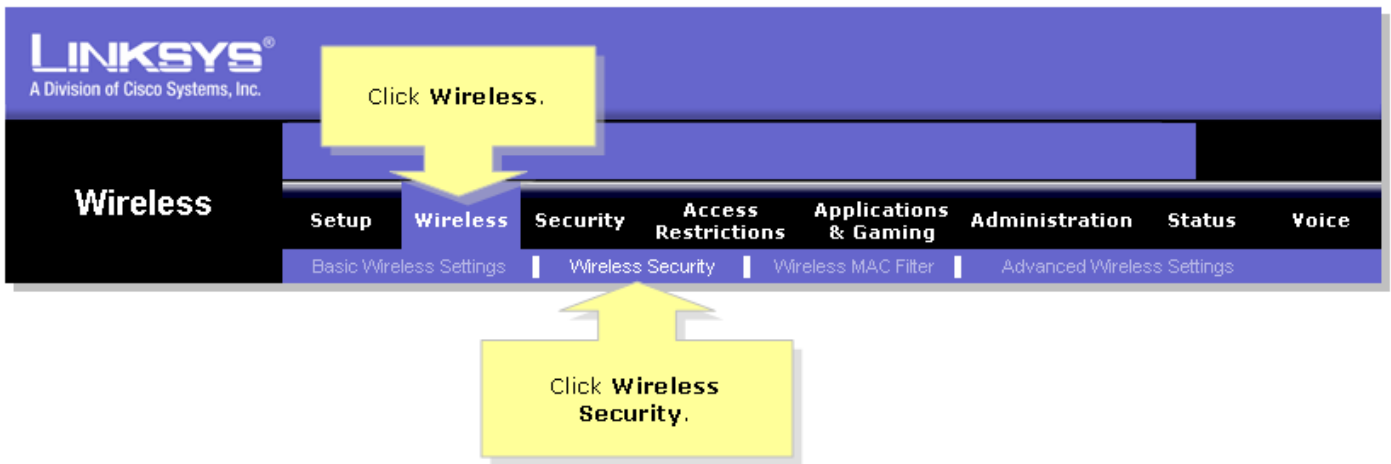 LINKSYS®
A Division of Cisco Systems, Inc.
Click Wireless.
Wireless
Setup Wireless Security Access Restrictions Applications & Gaming Administration Status Voice
Basic Wireless Settings Wireless Security Wireless MAC Filter Advanced Wireless Settings
Click Wireless
Security.